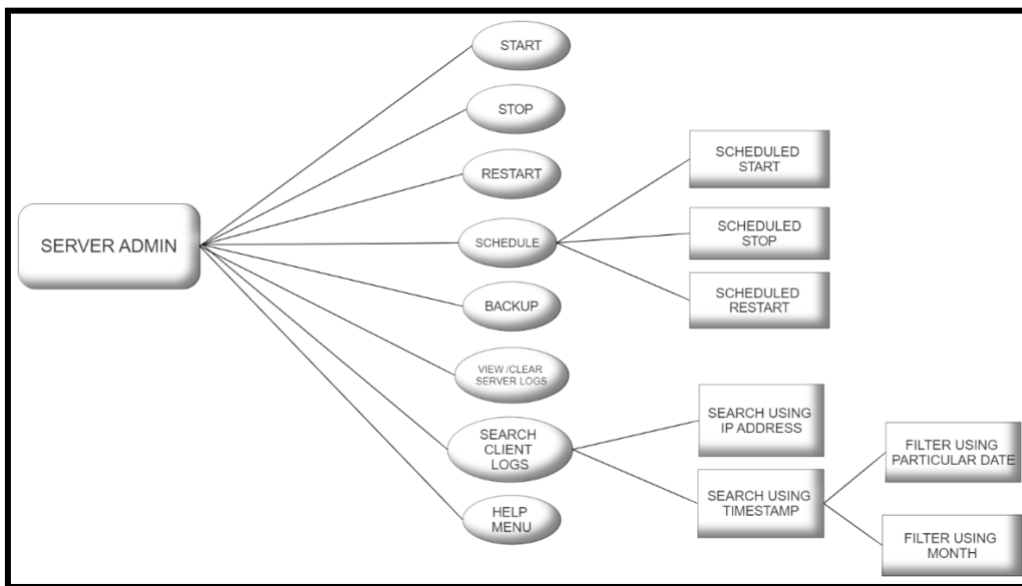 SERVER ADMIN
START
STOP
RESTART
SCHEDULE
BACKUP
VIEW /CLEAR
SERVER LOGS
SEARCH
CLIENT
LOGS
HELP
MENU
SCHEDULED
START
SCHEDULED
STOP
SCHEDULED
RESTART
SEARCH USING
IP ADDRESS
SEARCH USING
TIMESTAMP
FILTER USING
PARTICULAR DATE
FILTER USING
MONTH